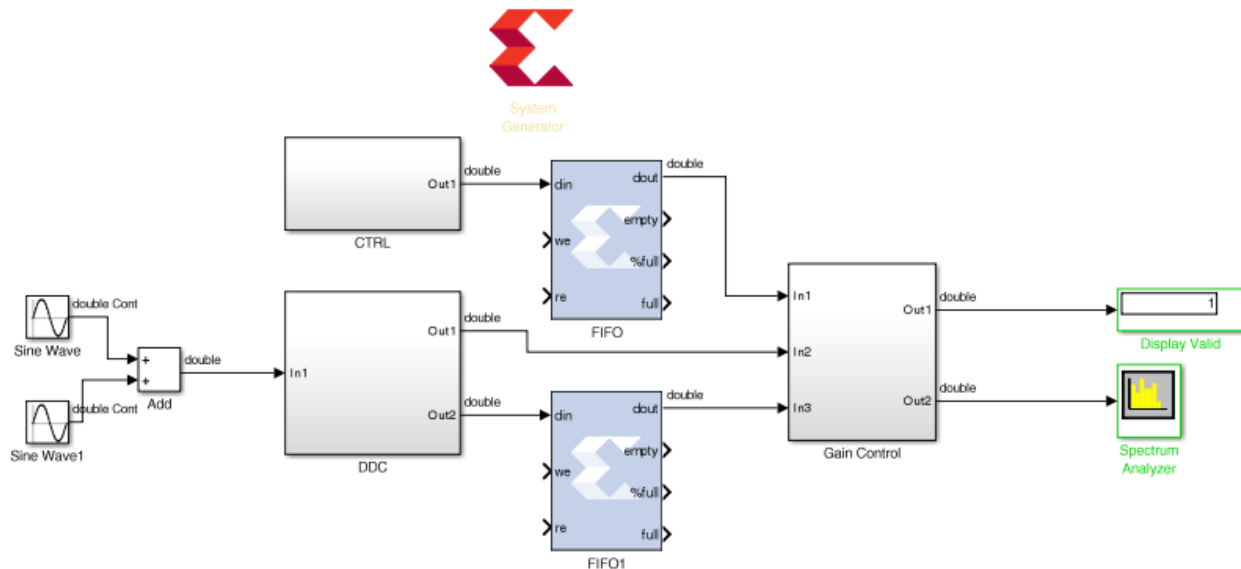 System
Generator
double
double
Out1
din
dout
CTRL
we
empty
%full
re
full
FIFO
double Cont
Sine Wave
+
+
Add
double
double Cont
Sine Wave1
In1
Out1
double
Out2
double
DDC
din
dout
double
we
empty
%full
re
full
FIFO1
In1
In2
In3
Out1
double
Out2
double
Gain Control
1
Display Valid
Spectrum
Analyzer